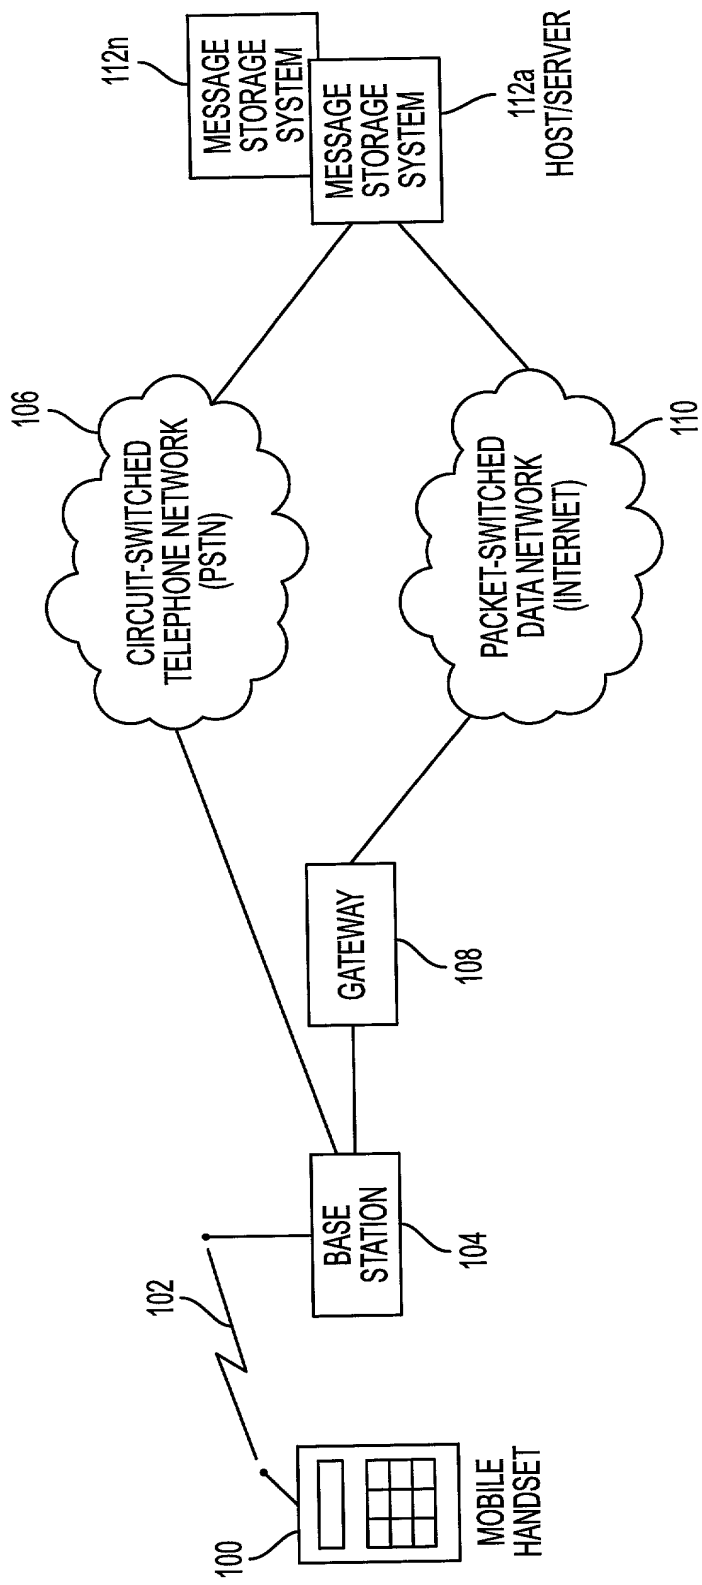 112n
MESSAGE
STORAGE
SYSTEM
MESSAGE
STORAGE
SYSTEM
112a
HOST/SERVER
106
CIRCUIT-SWITCHED
TELEPHONE NETWORK
(PSTN)
PACKET-SWITCHED
DATA NETWORK
(INTERNET)
110
GATEWAY
108
BASE
STATION
104
102
100
MOBILE
HANDSET